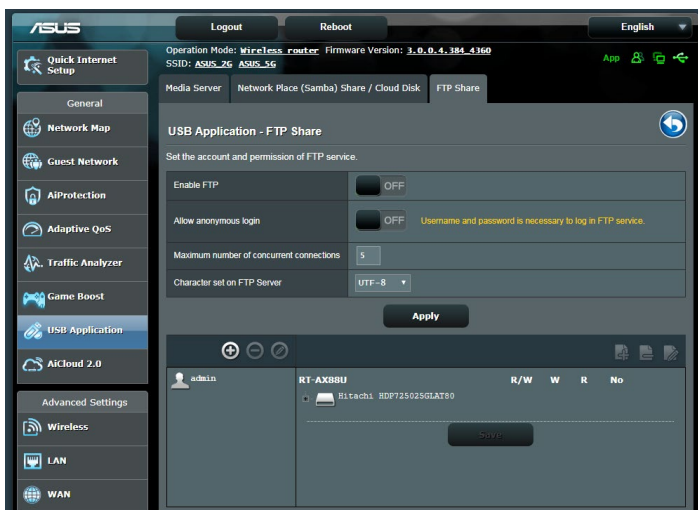 ASUS
Logout
Reboot
English
Quick Internet
Setup
Operation Mode: Wireless router Firmware Version: 3.0.0.4.384_4360
SSID: ASUS_2G ASUS_5G
App
Media Server
Network Place (Samba) Share / Cloud Disk
FTP Share
General
Network Map
Guest Network
AiProtection
Adaptive QoS
Traffic Analyzer
Game Boost
USB Application
AiCloud 2.0
Advanced Settings
Wireless
LAN
WAN
USB Application - FTP Share
Set the account and permission of FTP service.
Enable FTP
OFF
Allow anonymous login
OFF
Username and password is necessary to log in FTP service.
Maximum number of concurrent connections
5
Character set on FTP Server
UTF-8
Apply
admin
RT-AX88U
R/W
W
R
No
Hitachi HDP725025GLAT80
Save